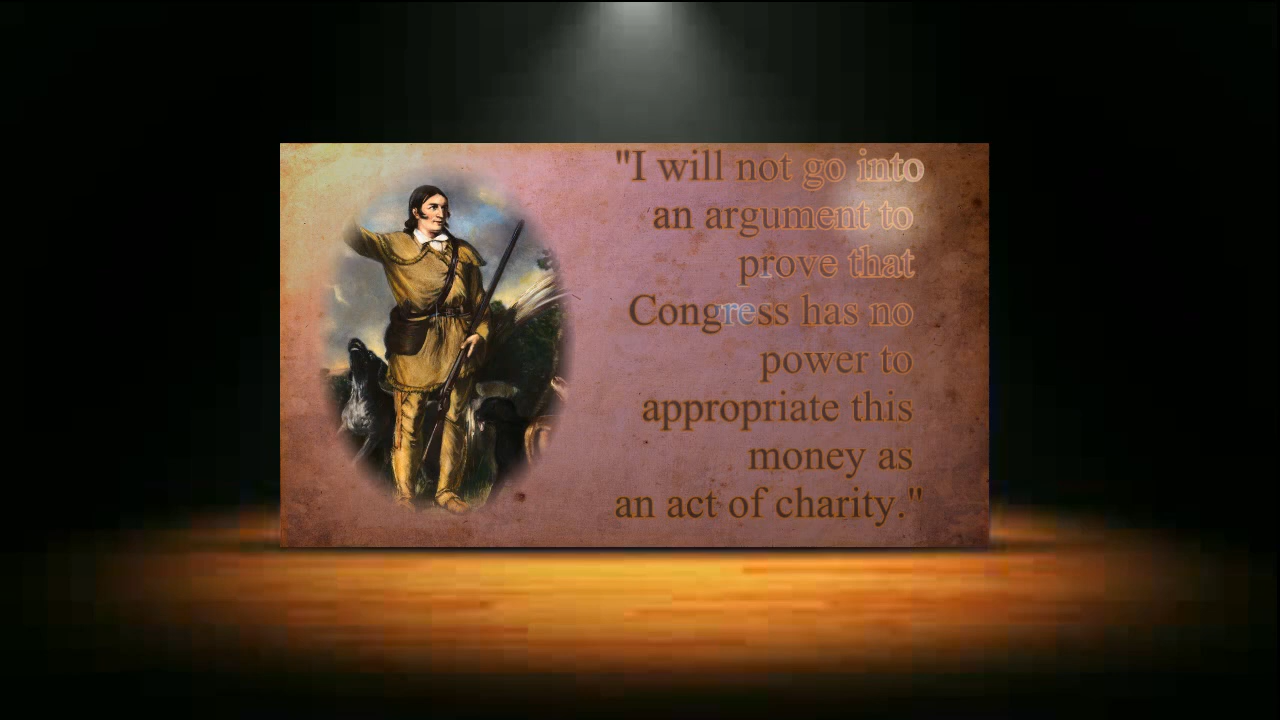 "I will not go into
an argument to
prove that
Congress has no
power to
appropriate this
money as
an act of charity."